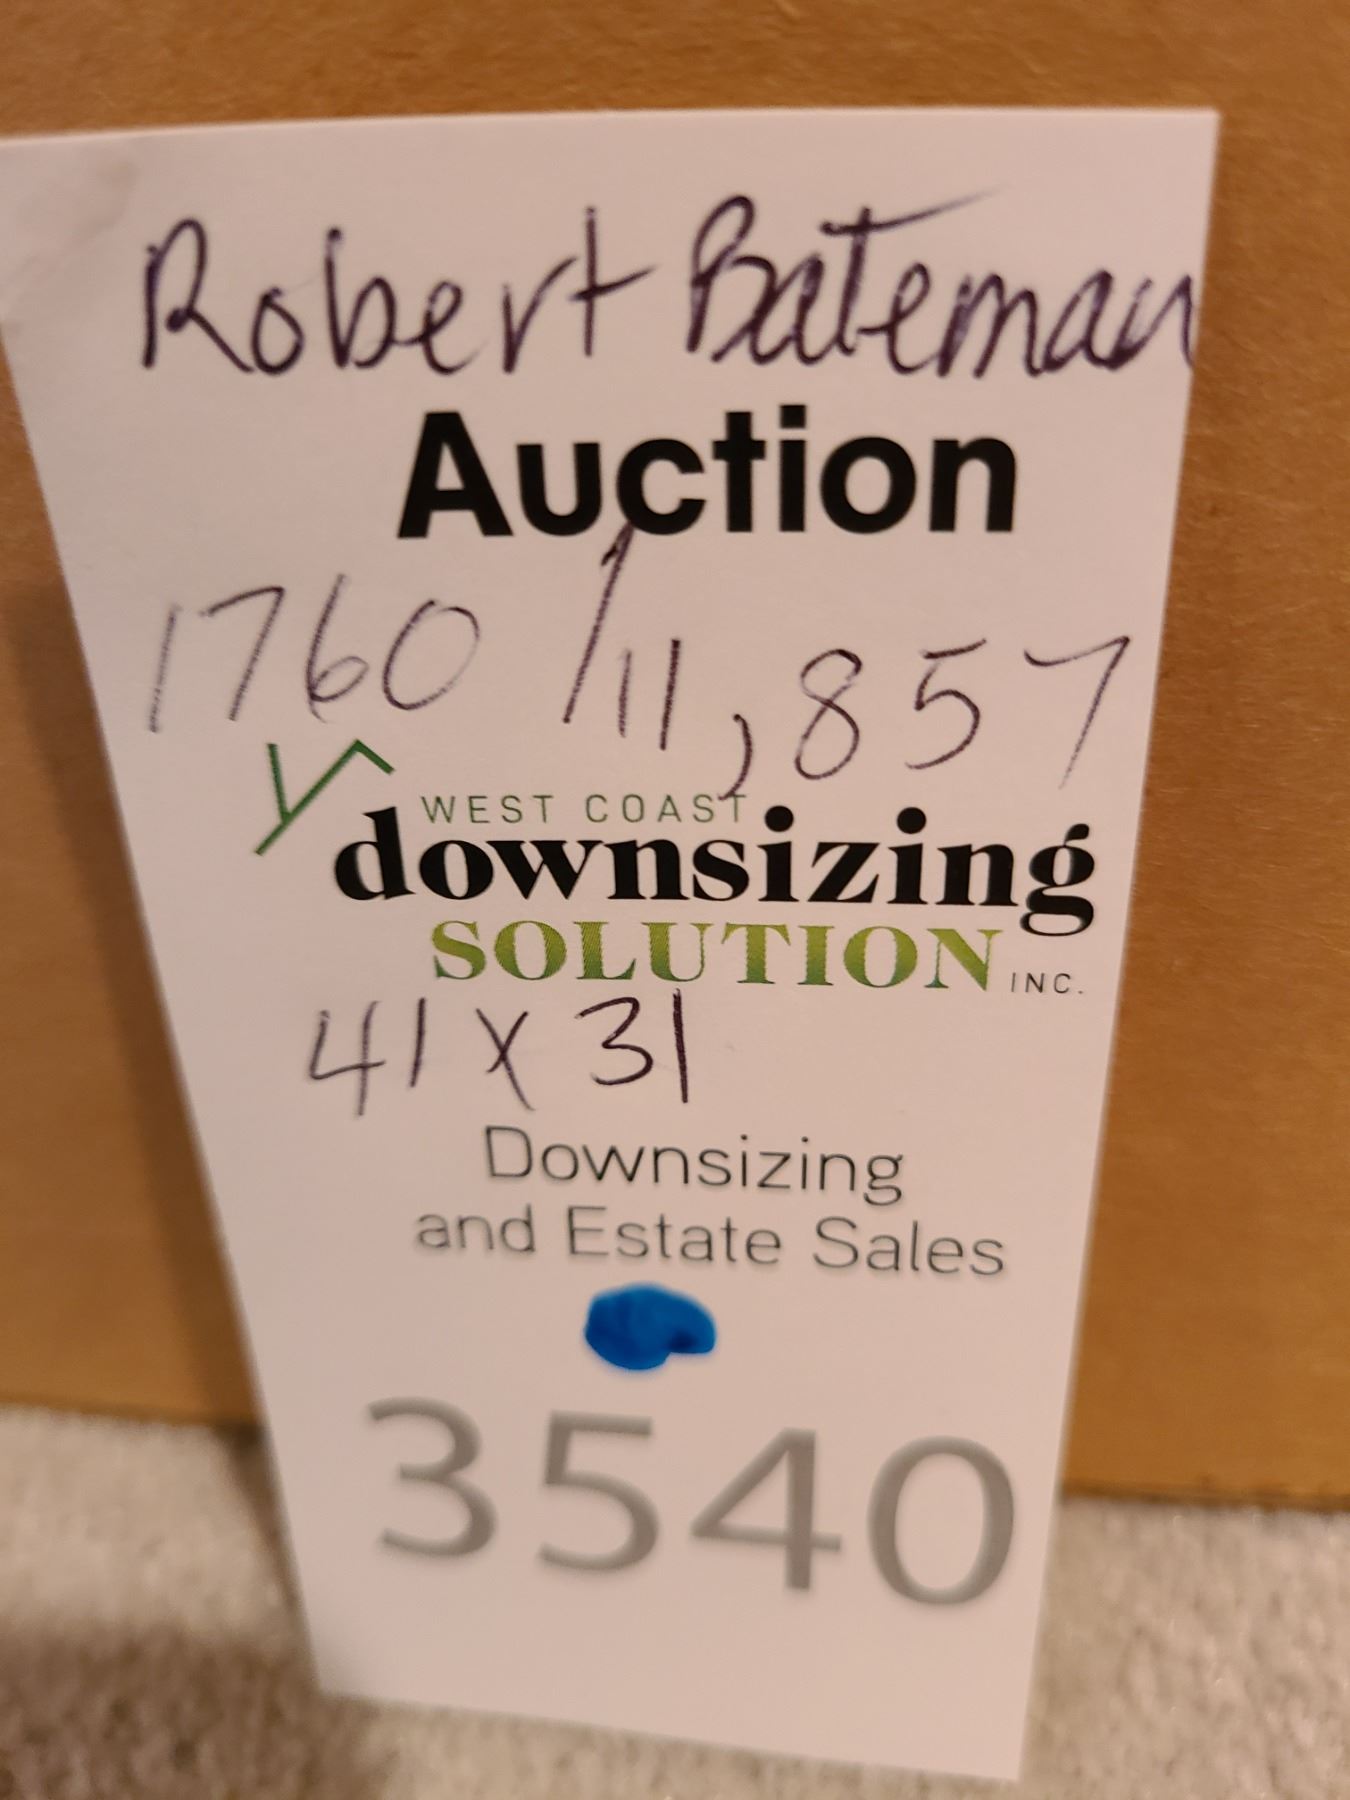 Robert Bateman
Auction
1760/11,857
WEST COAST
downsizing
SOLUTION INC.
41 x 31
Downsizing
and Estate Sales
3540